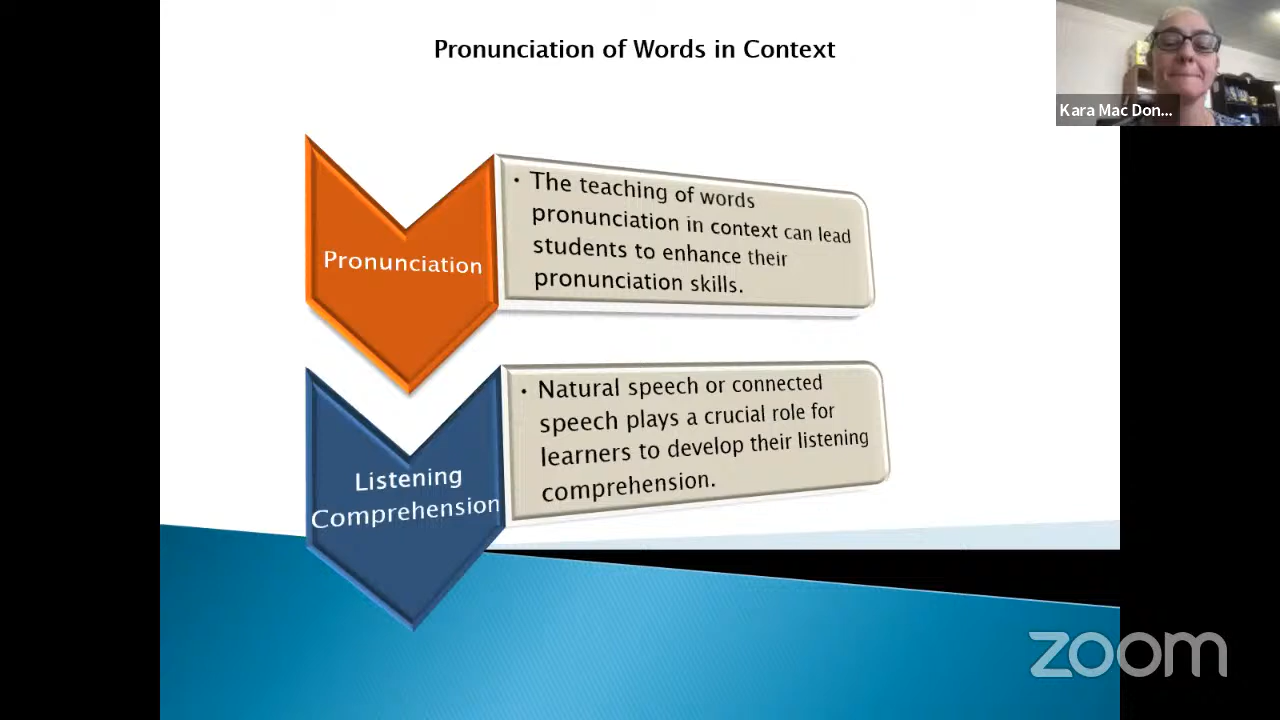 Pronunciation of Words in Context
Kara Mac Don...
Pronunciation
• The teaching of words
pronunciation in context can lead
students to enhance their
pronunciation skills.
Listening
Comprehension
• Natural speech or connected
speech plays a crucial role for
learners to develop their listening
comprehension.
zoom